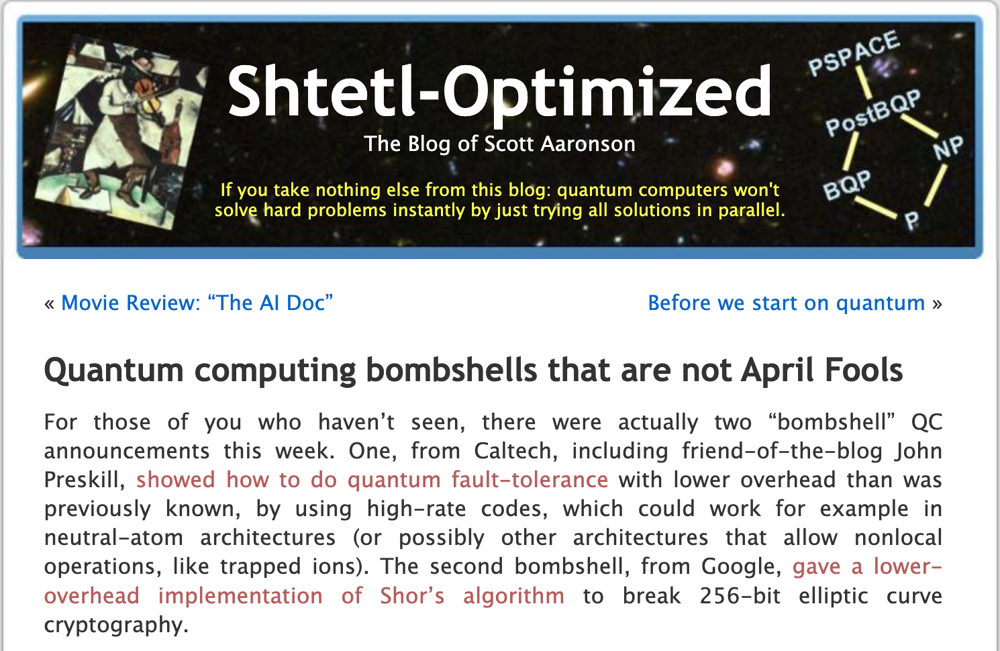 Shtetl-Optimized
The Blog of Scott Aaronson
If you take nothing else from this blog: quantum computers won't
solve hard problems instantly by just trying all solutions in parallel.
PSPACE
PostBQP
NP
BQP
P
« Movie Review: “The AI Doc”
Before we start on quantum »
Quantum computing bombshells that are not April Fools
For those of you who haven’t seen, there were actually two “bombshell” QC
announcements this week. One, from Caltech, including friend-of-the-blog John
Preskill, showed how to do quantum fault-tolerance with lower overhead than was
previously known, by using high-rate codes, which could work for example in
neutral-atom architectures (or possibly other architectures that allow nonlocal
operations, like trapped ions). The second bombshell, from Google, gave a lower-
overhead implementation of Shor’s algorithm to break 256-bit elliptic curve
cryptography.